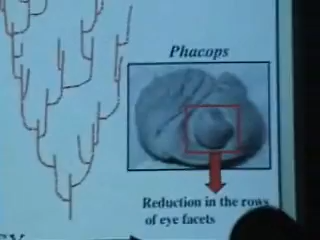 Phacops
Reduction in the rows
of eye facets